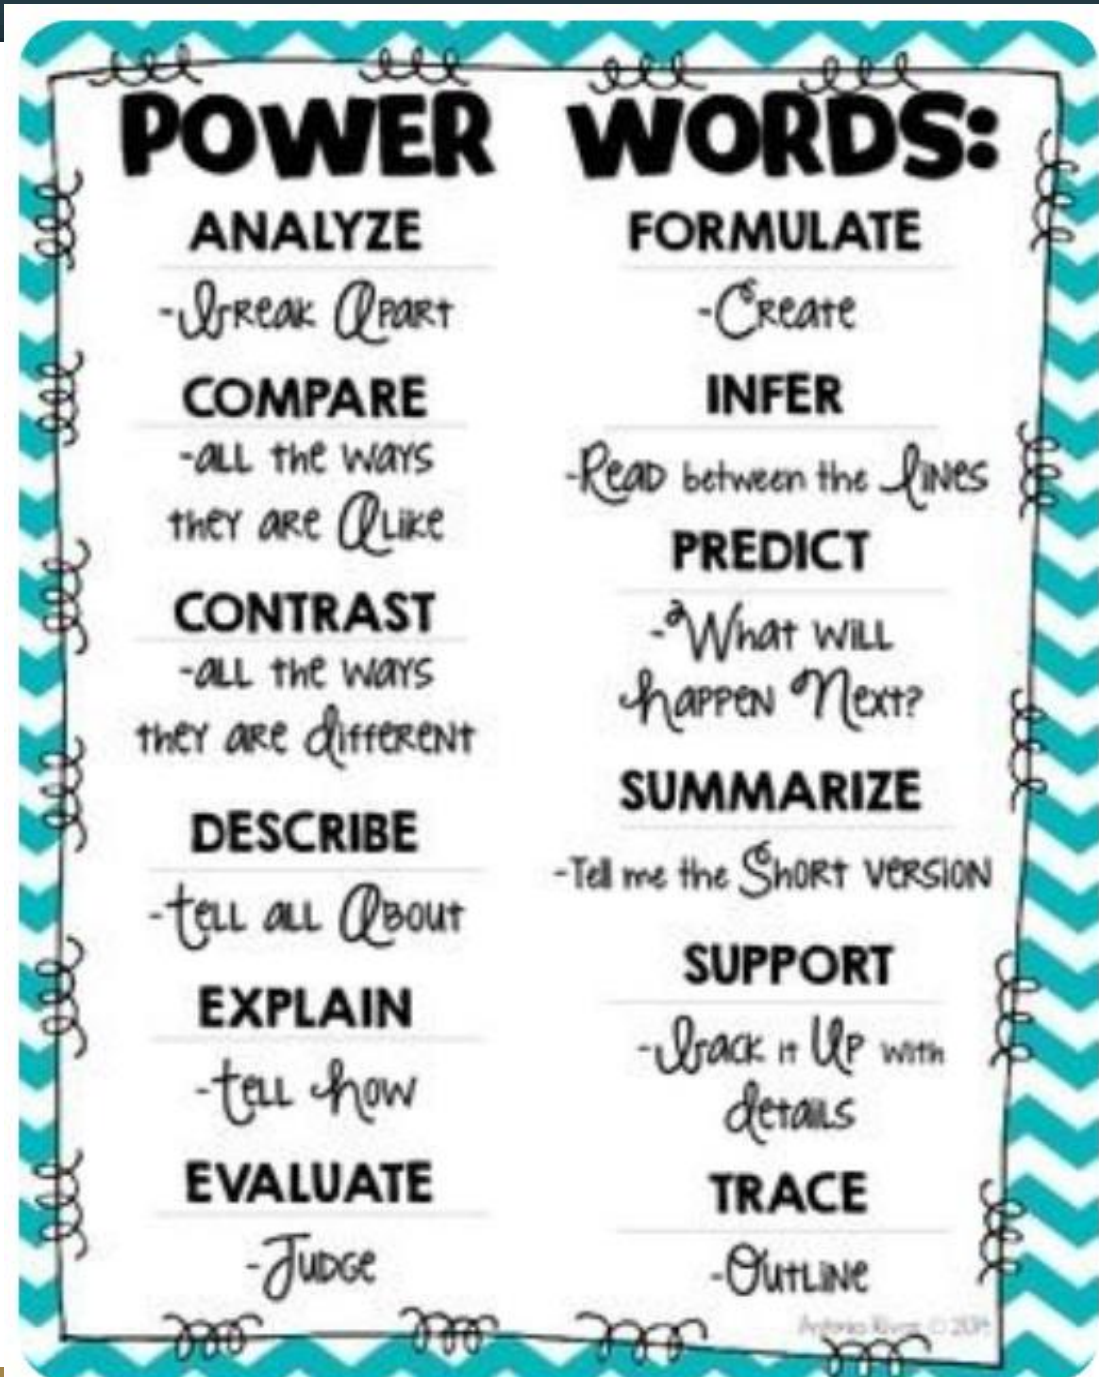 POWER WORDS:
ANALYZE
-break Apart
COMPARE
-all the ways
they are Alike
CONTRAST
-all the ways
they are different
DESCRIBE
-tell all About
EXPLAIN
-tell how
EVALUATE
-Judge
FORMULATE
-Create
INFER
-Read between the lines
PREDICT
-What will
happen Next?
SUMMARIZE
-Tell me the Short version
SUPPORT
-back it Up with
details
TRACE
-Outline
© 2014